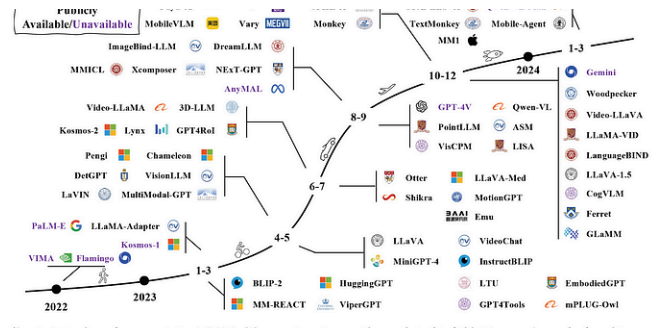 Publicly
Available/Unavailable
MobileVLM Vary MEGVII Monkey TextMonkey Mobile-Agent
MM1
ImageBind-LLM DreamLLM
MMICL Xcomposer NExT-GPT
AnyMAL
10-12
2024
1-3
Gemini
Woodpecker
Video-LLaVA
LLaMA-VID
LanguageBIND
LLaVA-1.5
CogVLM
Ferret
GLaMM
Video-LLaMA 3D-LLM
Kosmos-2 Lynx GPT4RoI
8-9
GPT-4V Qwen-VL
PointLLM ASM
VisCPM LISA
Pengi Chameleon
DetGPT VisionLLM
LaVIN MultiModal-GPT
6-7
Otter LLaVA-Med
Shikra MotionGPT
BAAI Emu
PaLM-E LLaMA-Adapter
Kosmos-1
VIMA Flamingo
4-5
LLaVA VideoChat
MiniGPT-4 InstructBLIP
1-3
2022
2023
BLIP-2 HuggingGPT LTU EmbodiedGPT
MM-REACT ViperGPT GPT4Tools mPLUG-Owl